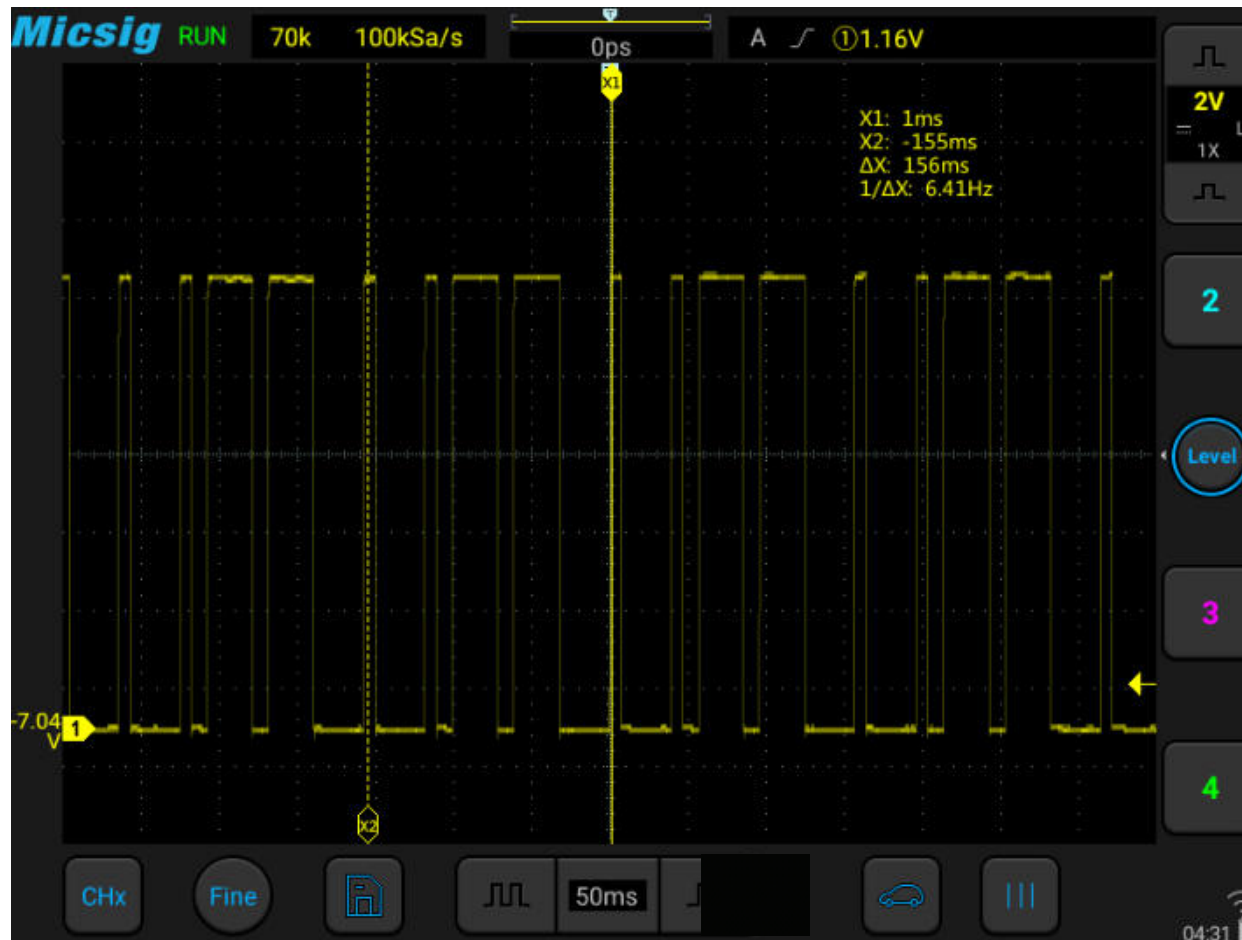 Micsig RUN 70k 100kSa/s T 0ps A ①1.16V
X1
X1: 1ms
X2: -155ms
ΔX: 156ms
1/ΔX: 6.41Hz
2V
L
1X
2
Level
3
-7.04
V
1
4
X2
CHx Fine 50ms
04:31